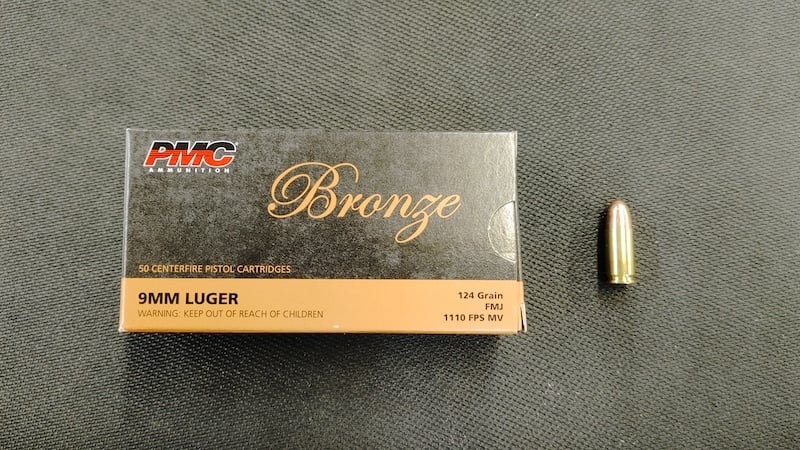 PMC
AMMUNITION
Bronze
50 CENTERFIRE PISTOL CARTRIDGES
9MM LUGER
WARNING: KEEP OUT OF REACH OF CHILDREN
124 Grain
FMJ
1110 FPS MV